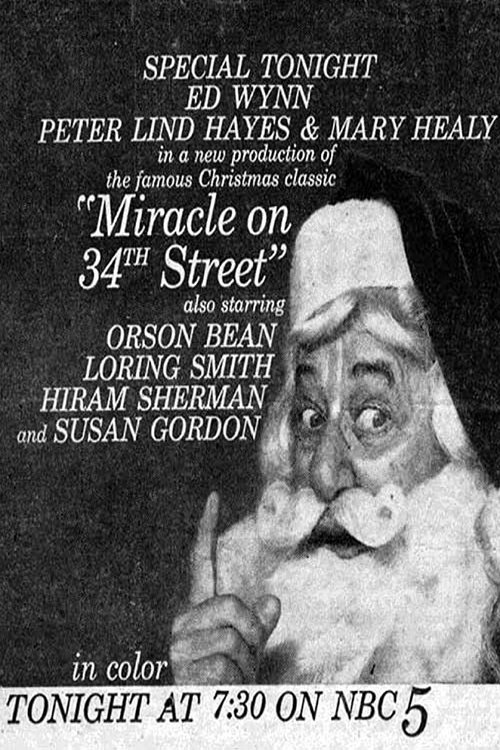 SPECIAL TONIGHT
ED WYNN
PETER LIND HAYES & MARY HEALY
in a new production of
the famous Christmas classic
"Miracle on
34TH Street"
also starring
ORSON BEAN
LORING SMITH
HIRAM SHERMAN
and SUSAN GORDON
in color
TONIGHT AT 7:30 ON NBC 5